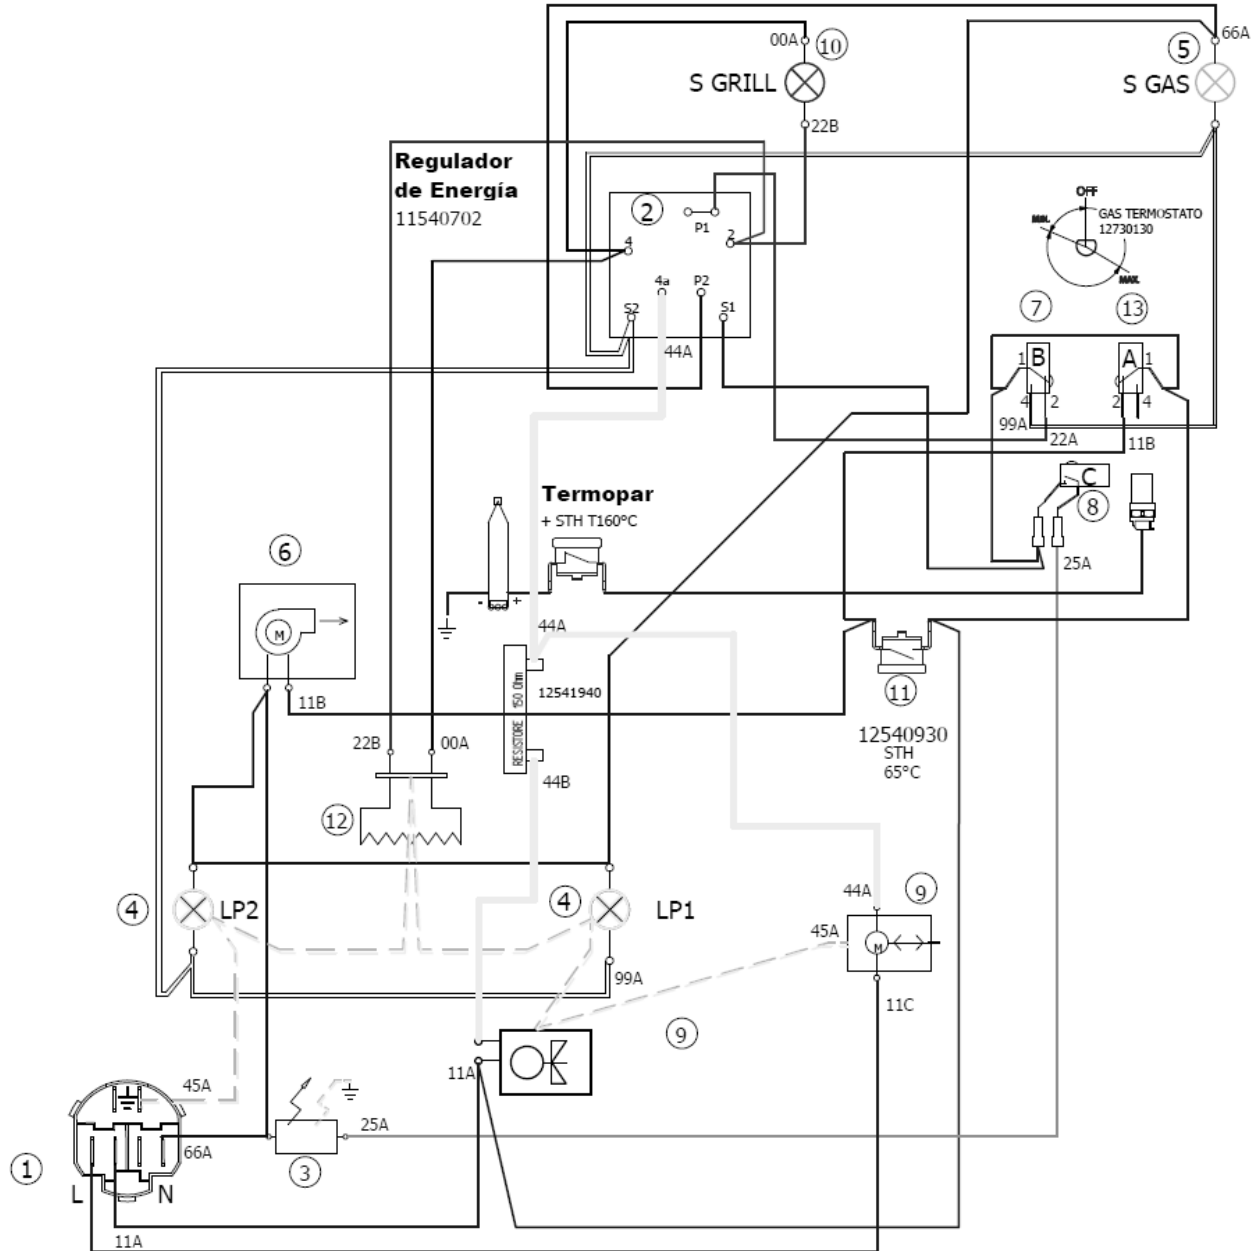 00A
10
5
66A
S GRILL
S GAS
22B
Regulador
de Energía
11540702
2
P1
OFF
MIN.
GAS TERMOSTATO
12730130
MAX.
4
2
4a
P2
S2
S1
44A
7
13
1
B
A
1
4
2
2
4
99A
22A
11B
Termopar
+ STH T160°C
C
8
25A
6
M
- +
44A
11B
RESISTORE 150 Ohm
12541940
11
12540930
STH
65°C
22B
00A
44B
12
4
LP2
4
LP1
44A
9
45A
M
99A
11C
9
11A
45A
25A
66A
3
1
L
N
11A